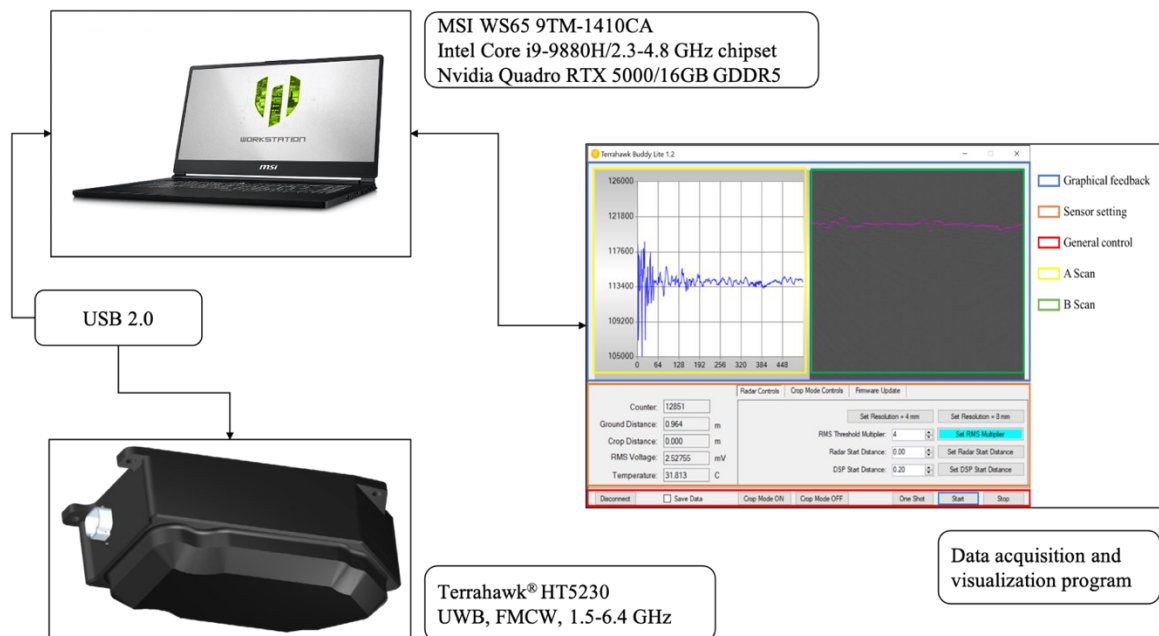 MSI WS65 9TM-1410CA
Intel Core i9-9880H/2.3-4.8 GHz chipset
Nvidia Quadro RTX 5000/16GB GDDR5
WORKSTATION
msi
USB 2.0
Terrahawk® HT5230
UWB, FMCW, 1.5-6.4 GHz
Terrahawk Buddy Lite 1.2
126000
121800
117600
113400
109200
105000
0 64 128 192 256 320 384 448
Radar Controls Crop Mode Controls Firmware Update
Counter: 12851
Ground Distance: 0.964 m
Crop Distance: 0.000 m
RMS Voltage: 2.52755 mV
Temperature: 31.813 C
Set Resolution = 4 mm Set Resolution = 8 mm
RMS Threshold Multiplier: 4 Set RMS Multiplier
Radar Start Distance: 0.00 Set Radar Start Distance
DSP Start Distance: 0.20 Set DSP Start Distance
Disconnect Save Data Crop Mode ON Crop Mode OFF One Shot Start Stop
Graphical feedback
Sensor setting
General control
A Scan
B Scan
Data acquisition and
visualization program